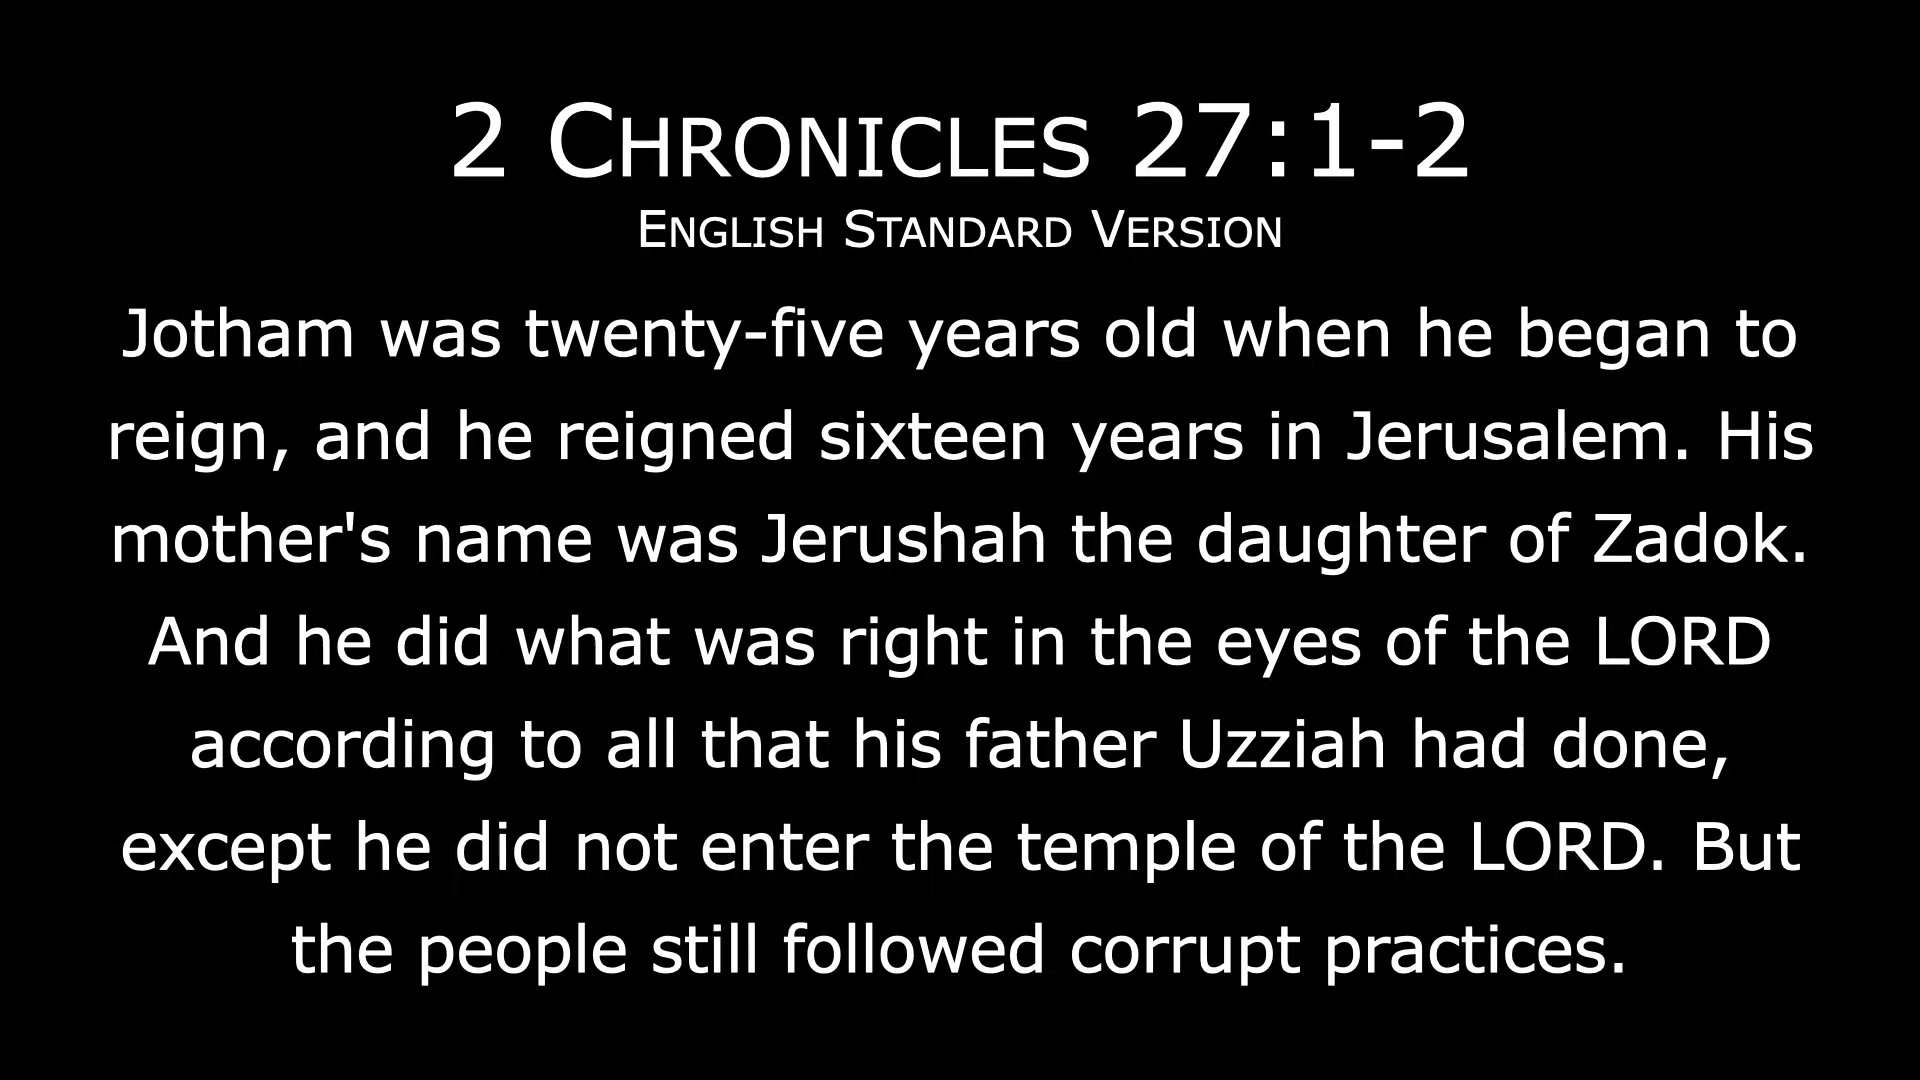 2 Chronicles 27:1-2
English Standard Version
Jotham was twenty-five years old when he began to
reign, and he reigned sixteen years in Jerusalem. His
mother's name was Jerushah the daughter of Zadok.
And he did what was right in the eyes of the LORD
according to all that his father Uzziah had done,
except he did not enter the temple of the LORD. But
the people still followed corrupt practices.